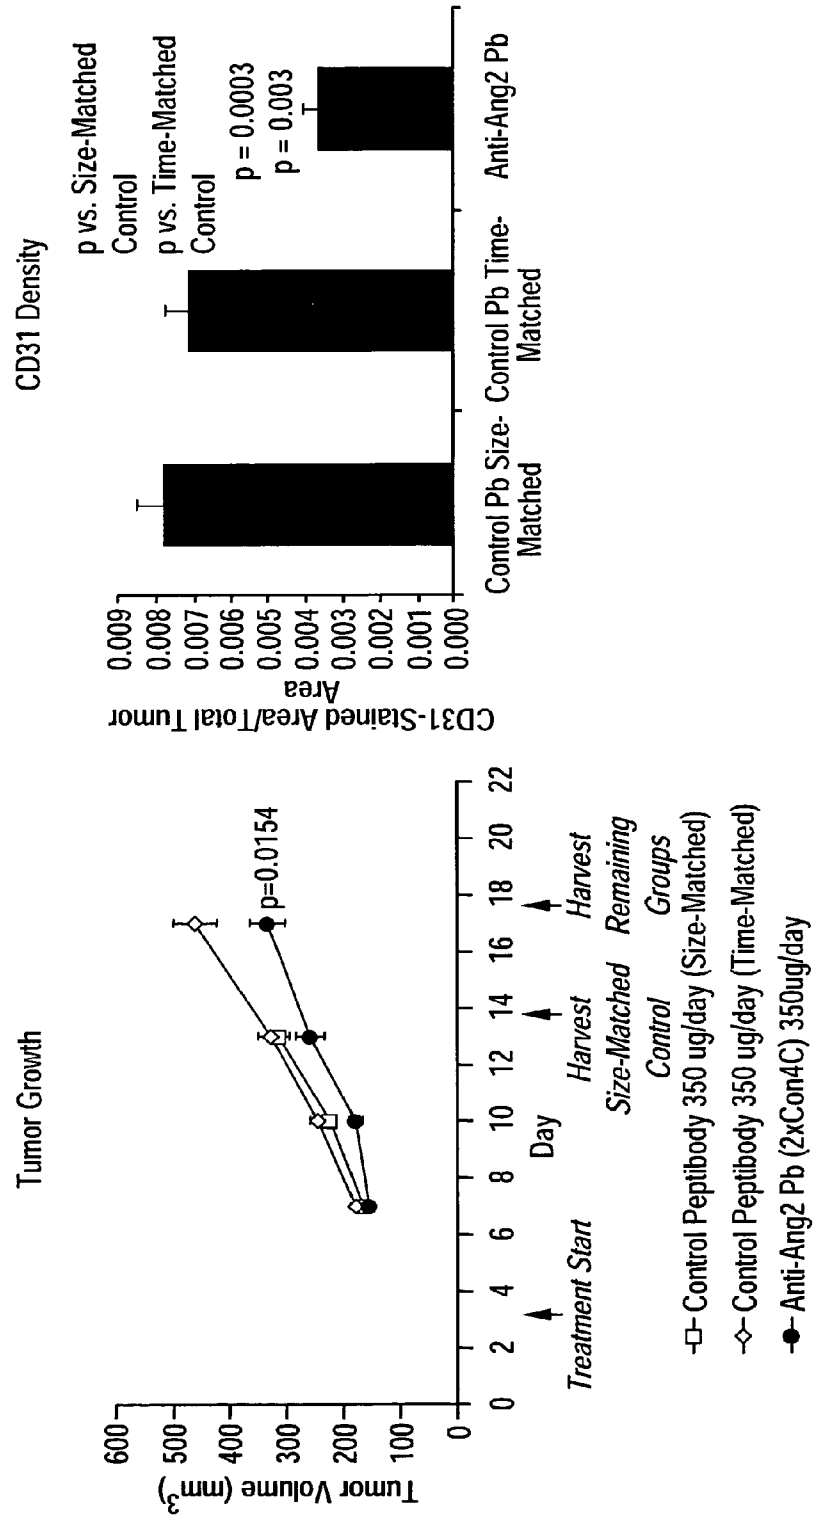 Tumor Growth
Tumor Volume (mm3)
600
500
400
300
200
100
0
p=0.0154
0 2 4 6 8 10 12 14 16 18 20 22
Day
Treatment Start
Harvest
Size-Matched
Control
Harvest
Remaining
Groups
Control Peptibody 350 ug/day (Size-Matched)
Control Peptibody 350 ug/day (Time-Matched)
Anti-Ang2 Pb (2xCon4C) 350ug/day
CD31 Density
CD31-Stained Area/Total Tumor
Area
0.009
0.008
0.007
0.006
0.005
0.004
0.003
0.002
0.001
0.000
p vs. Size-Matched
Control
p vs. Time-Matched
Control
p = 0.0003
p = 0.003
Control Pb Size-
Matched
Control Pb Time-
Matched
Anti-Ang2 Pb